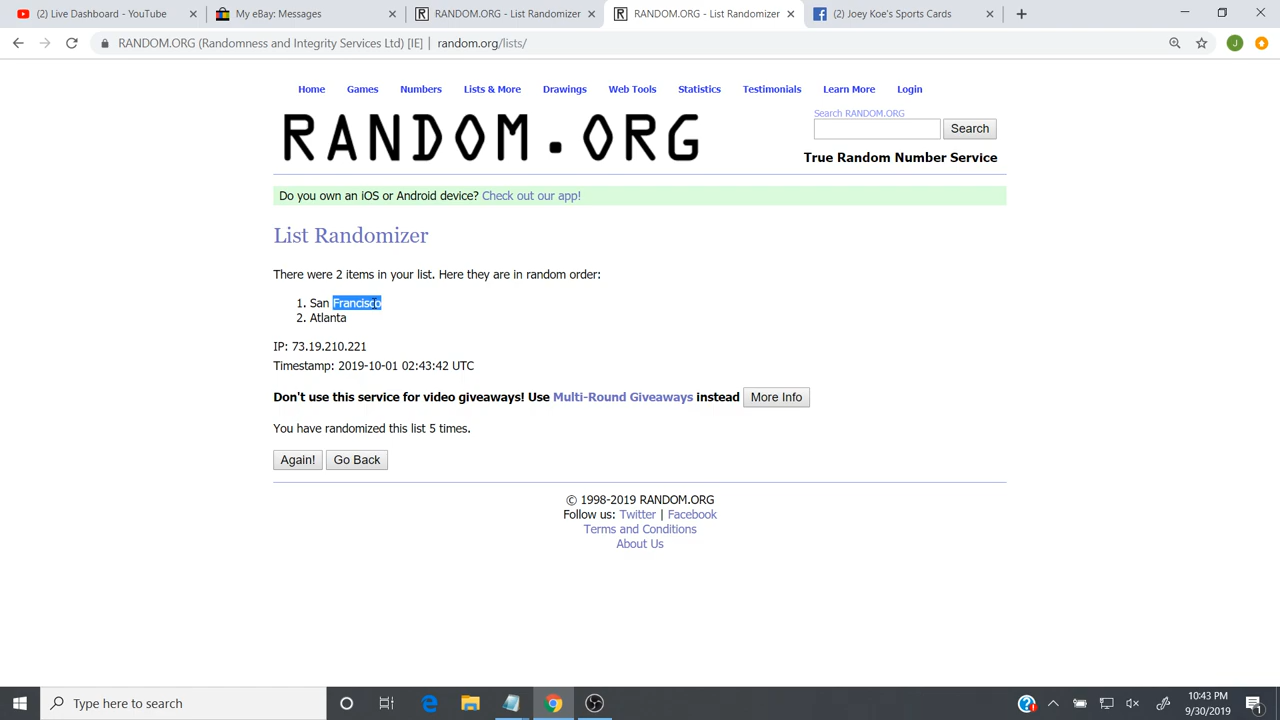 (2) Live Dashboard - YouTube
My eBay: Messages
RANDOM.ORG - List Randomizer
RANDOM.ORG - List Randomizer
(2) Joey Koe's Sports Cards
RANDOM.ORG (Randomness and Integrity Services Ltd) [IE] | random.org/lists/
J
Home Games Numbers Lists & More Drawings Web Tools Statistics Testimonials Learn More Login
RANDOM.ORG
Search RANDOM.ORG
Search
True Random Number Service
Do you own an iOS or Android device? Check out our app!
List Randomizer
There were 2 items in your list. Here they are in random order:
1. San Francisco
2. Atlanta
IP: 73.19.210.221
Timestamp: 2019-10-01 02:43:42 UTC
Don't use this service for video giveaways! Use Multi-Round Giveaways instead More Info
You have randomized this list 5 times.
Again! Go Back
© 1998-2019 RANDOM.ORG
Follow us: Twitter | Facebook
Terms and Conditions
About Us
Type here to search
10:43 PM
9/30/2019
1